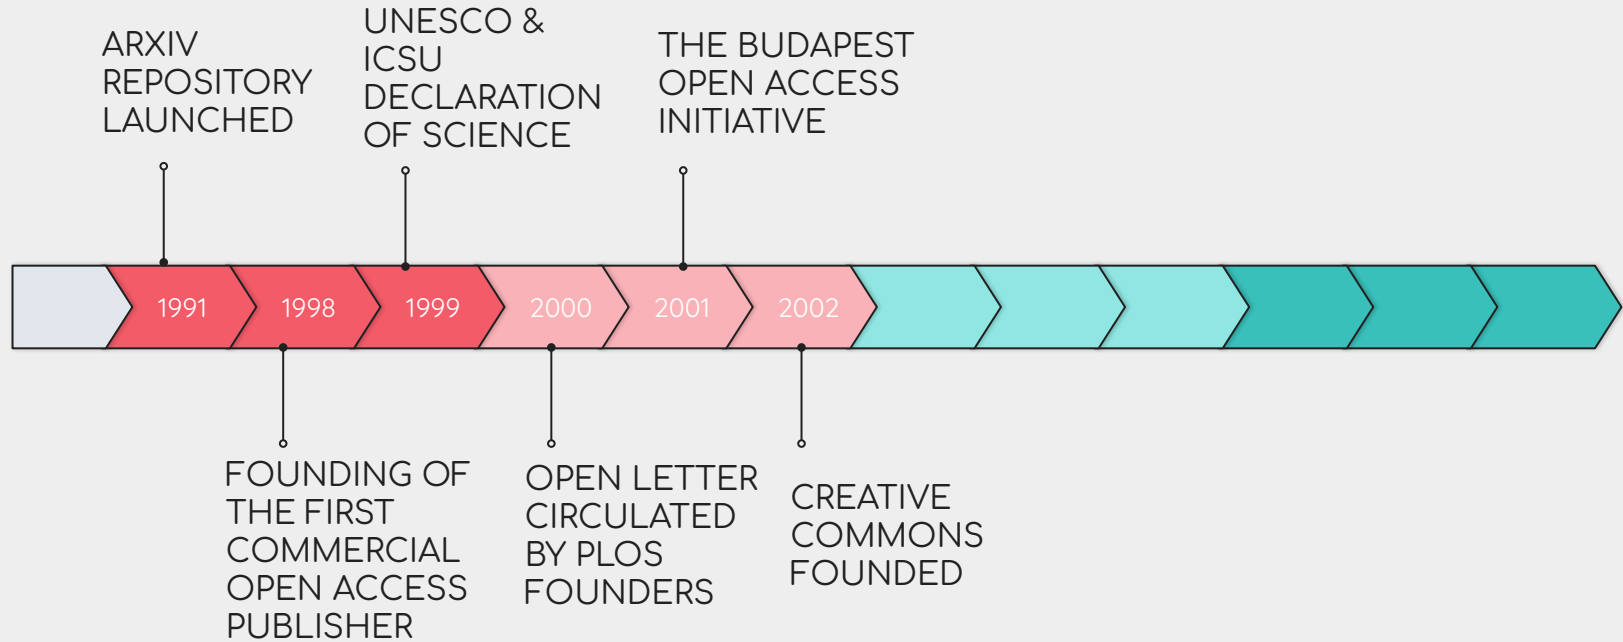 ARXIV
REPOSITORY
LAUNCHED
UNESCO &
ICSU
DECLARATION
OF SCIENCE
THE BUDAPEST
OPEN ACCESS
INITIATIVE
1991
1998
1999
2000
2001
2002
FOUNDING OF
THE FIRST
COMMERCIAL
OPEN ACCESS
PUBLISHER
OPEN LETTER
CIRCULATED
BY PLOS
FOUNDERS
CREATIVE
COMMONS
FOUNDED